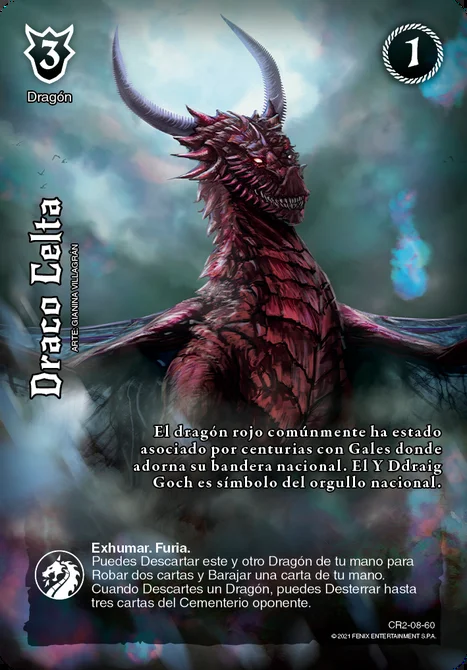 3
1
Dragón
Draco Celta
ARTE: GIANINA VILLAGRÁN
El dragón rojo comúnmente ha estado
asociado por centurias con Gales donde
adorna su bandera nacional. El Y Ddraig
Goch es símbolo del orgullo nacional.
Exhumar. Furia.
Puedes Descartar este y otro Dragón de tu mano para
Robar dos cartas y Barajar una carta de tu mano.
Cuando Descartes un Dragón, puedes Desterrar hasta
tres cartas del Cementerio oponente.
CR2-08-60
© 2021 FENIX ENTERTAINMENT S.P.A.